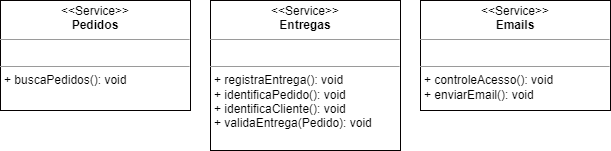 <<Service>>
Pedidos
+ buscaPedidos(): void
<<Service>>
Entregas
+ registraEntrega(): void
+ identificaPedido(): void
+ identificaCliente(): void
+ validaEntrega(Pedido): void
<<Service>>
Emails
+ controleAcesso(): void
+ enviarEmail(): void